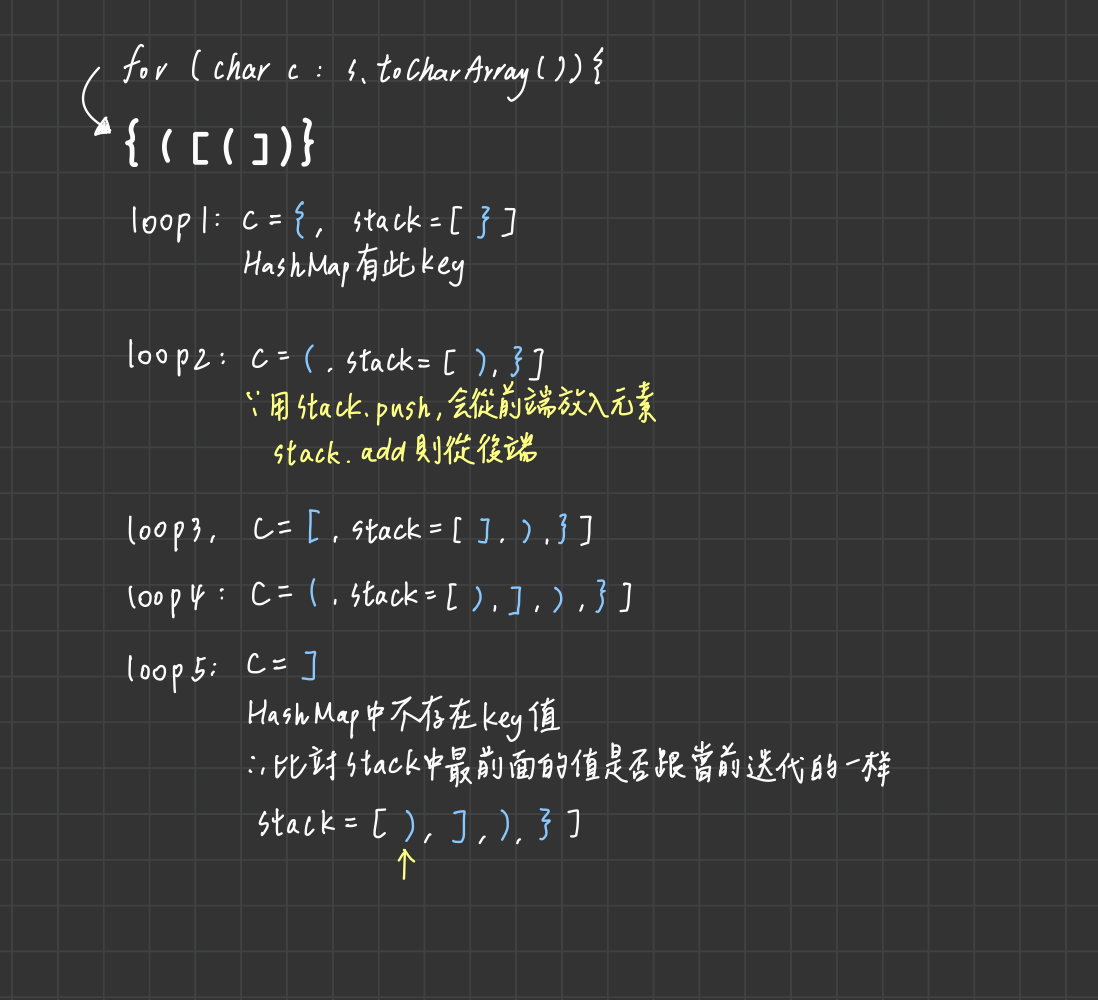 for (char c : s.toCharArray()){
{([(])}
loop1: c={, stack=[ } ]
HashMap有此key
loop2: c=(, stack=[ ), } ]
∵用stack.push,会從前端放入元素
stack.add則從後端
loop3, c=[, stack=[ ], ), } ]
loop4: c=(, stack=[ ), ], ), } ]
loop5: c=]
HashMap中不存在key值
∴比対stack中最前面的值是否跟當前迭代的一樣
stack=[ ), ], ), } ]
↑